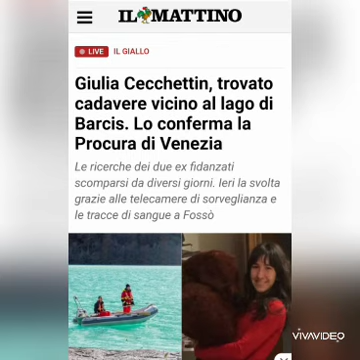 IL MATTINO
LIVE IL GIALLO
Giulia Cecchettin, trovato
cadavere vicino al lago di
Barcis. Lo conferma la
Procura di Venezia
Le ricerche dei due ex fidanzati
scomparsi da diversi giorni. Ieri la svolta
grazie alle telecamere di sorveglianza e
le tracce di sangue a Fossò
VIVAVIDEO